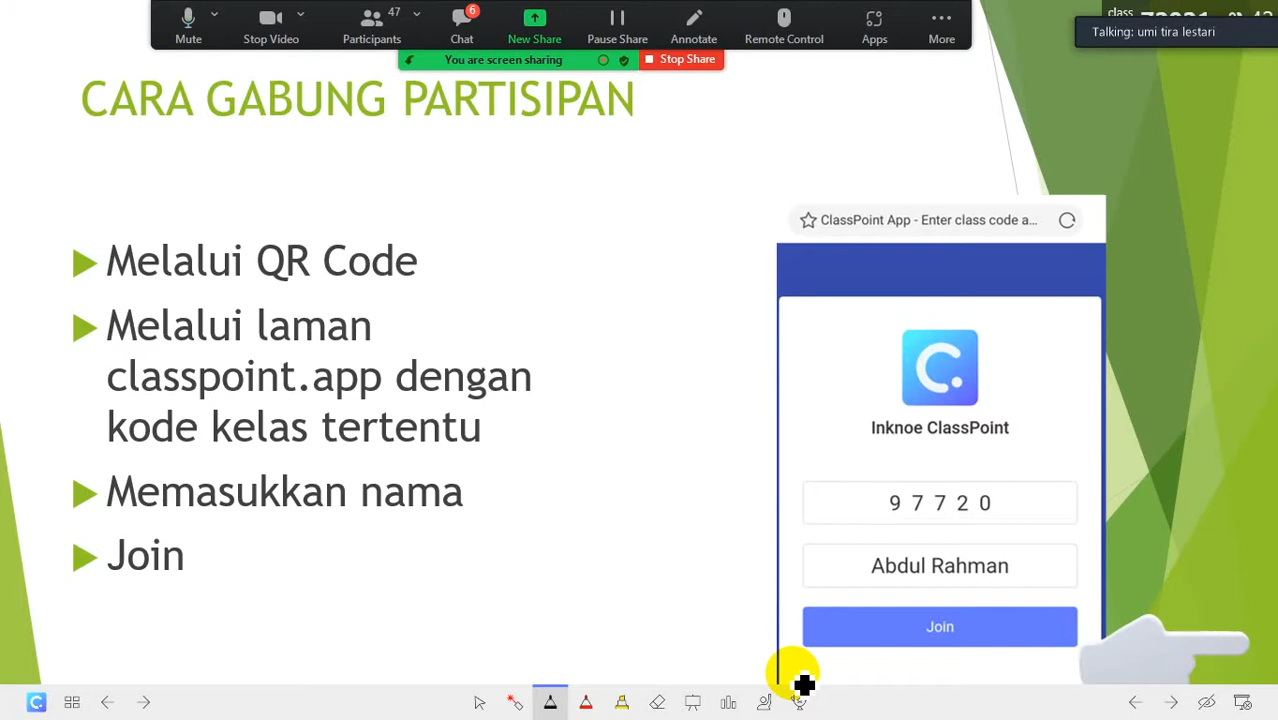 Mute
Stop Video
47
Participants
6
Chat
New Share
Pause Share
Annotate
Remote Control
Apps
More
class
Talking: umi tira lestari
You are screen sharing
Stop Share
CARA GABUNG PARTISIPAN
Melalui QR Code
Melalui laman
classpoint.app dengan
kode kelas tertentu
Memasukkan nama
Join
ClassPoint App - Enter class code a...
C.
Inknoe ClassPoint
9 7 7 2 0
Abdul Rahman
Join